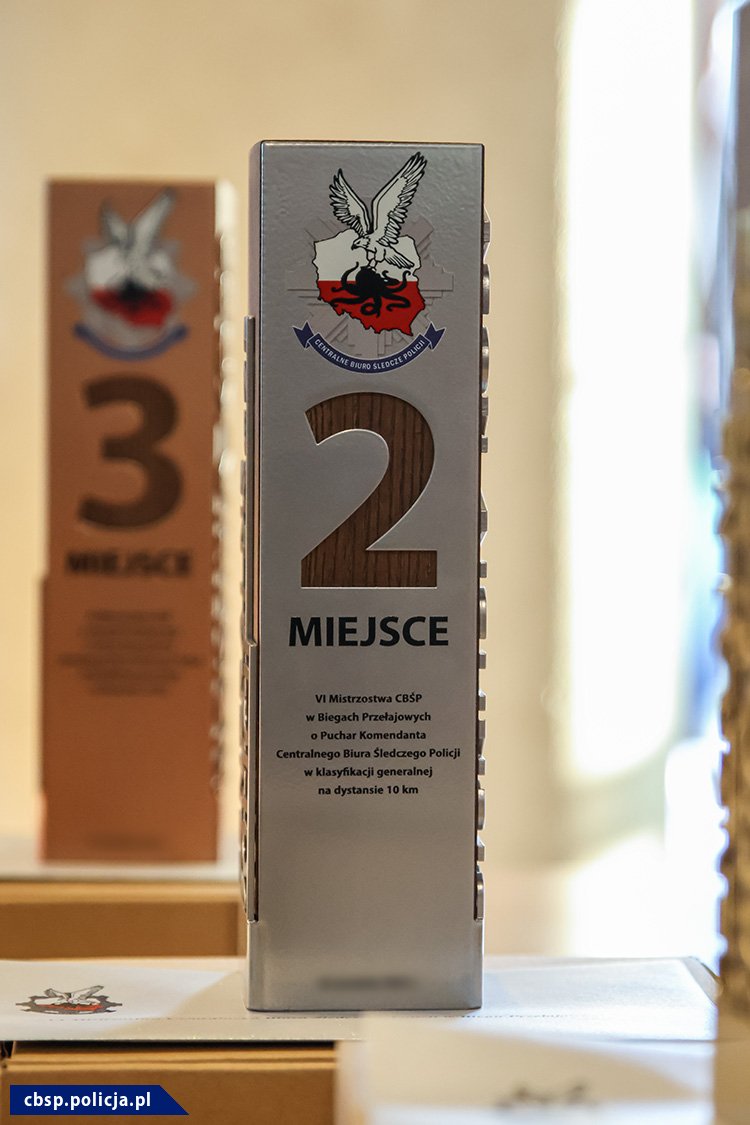 CENTRALNE BIURO ŚLEDCZE POLICJI
3
MIEJSCE
2
MIEJSCE
VI Mistrzostwa CBŚP
w Biegach Przełajowych
o Puchar Komendanta
Centralnego Biura Śledczego Policji
w klasyfikacji generalnej
na dystansie 10 km
cbsp.policja.pl